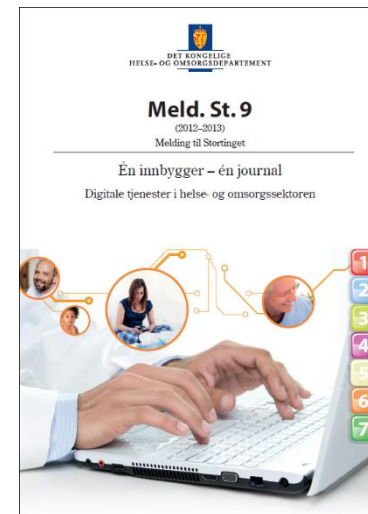 DET KONGELIGE
HELSE- OG OMSORGSDEPARTEMENT
Meld. St. 9
(2012–2013)
Melding til Stortinget
Én innbygger – én journal
Digitale tjenester i helse- og omsorgssektoren
1
2
3
4
5
6
7